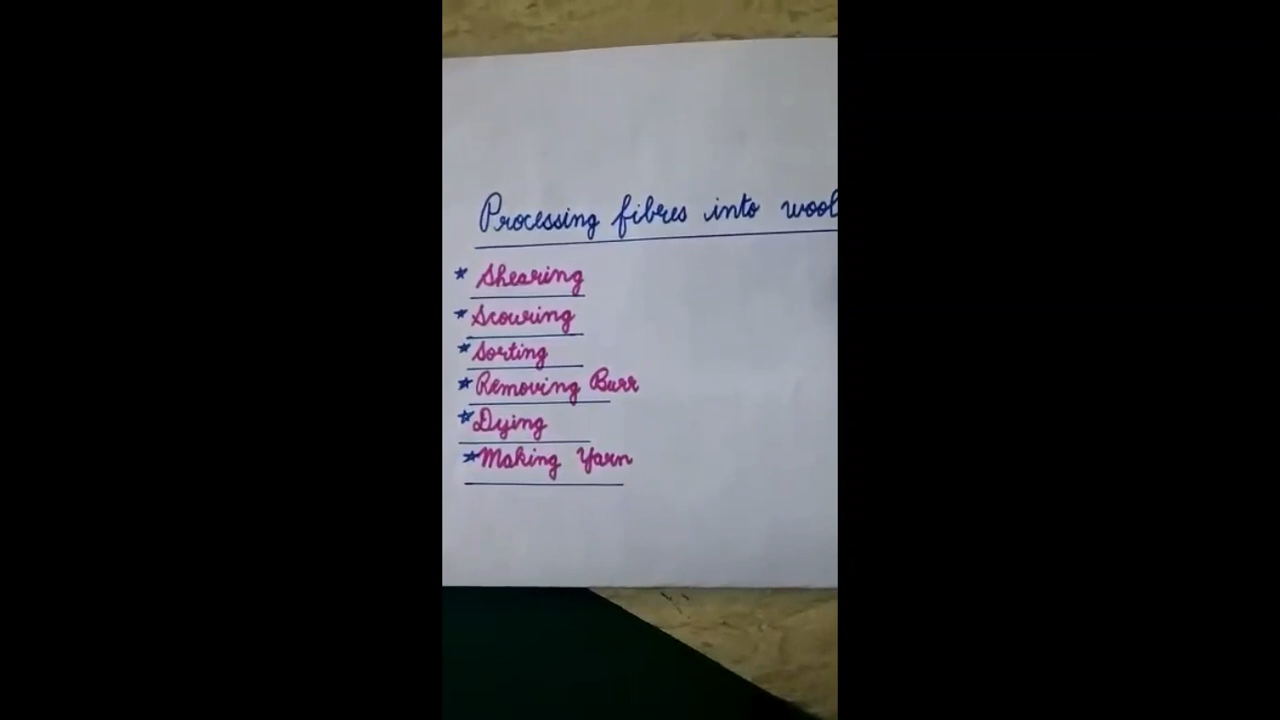 Processing fibres into wool
* Shearing
* Scouring
* Sorting
* Removing Burr
* Dying
* Making Yarn